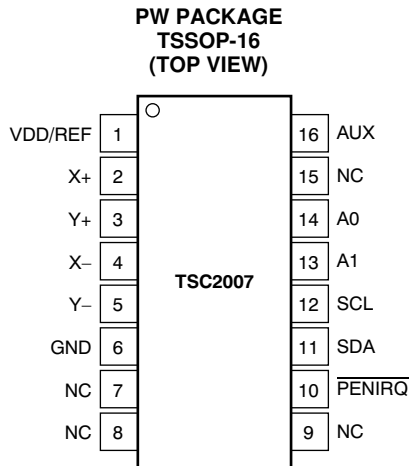 PW PACKAGE
TSSOP-16
(TOP VIEW)
VDD/REF 1 16 AUX
X+ 2 15 NC
Y+ 3 14 A0
X− 4 13 A1
TSC2007
Y− 5 12 SCL
GND 6 11 SDA
NC 7 10 PENIRQ
NC 8 9 NC